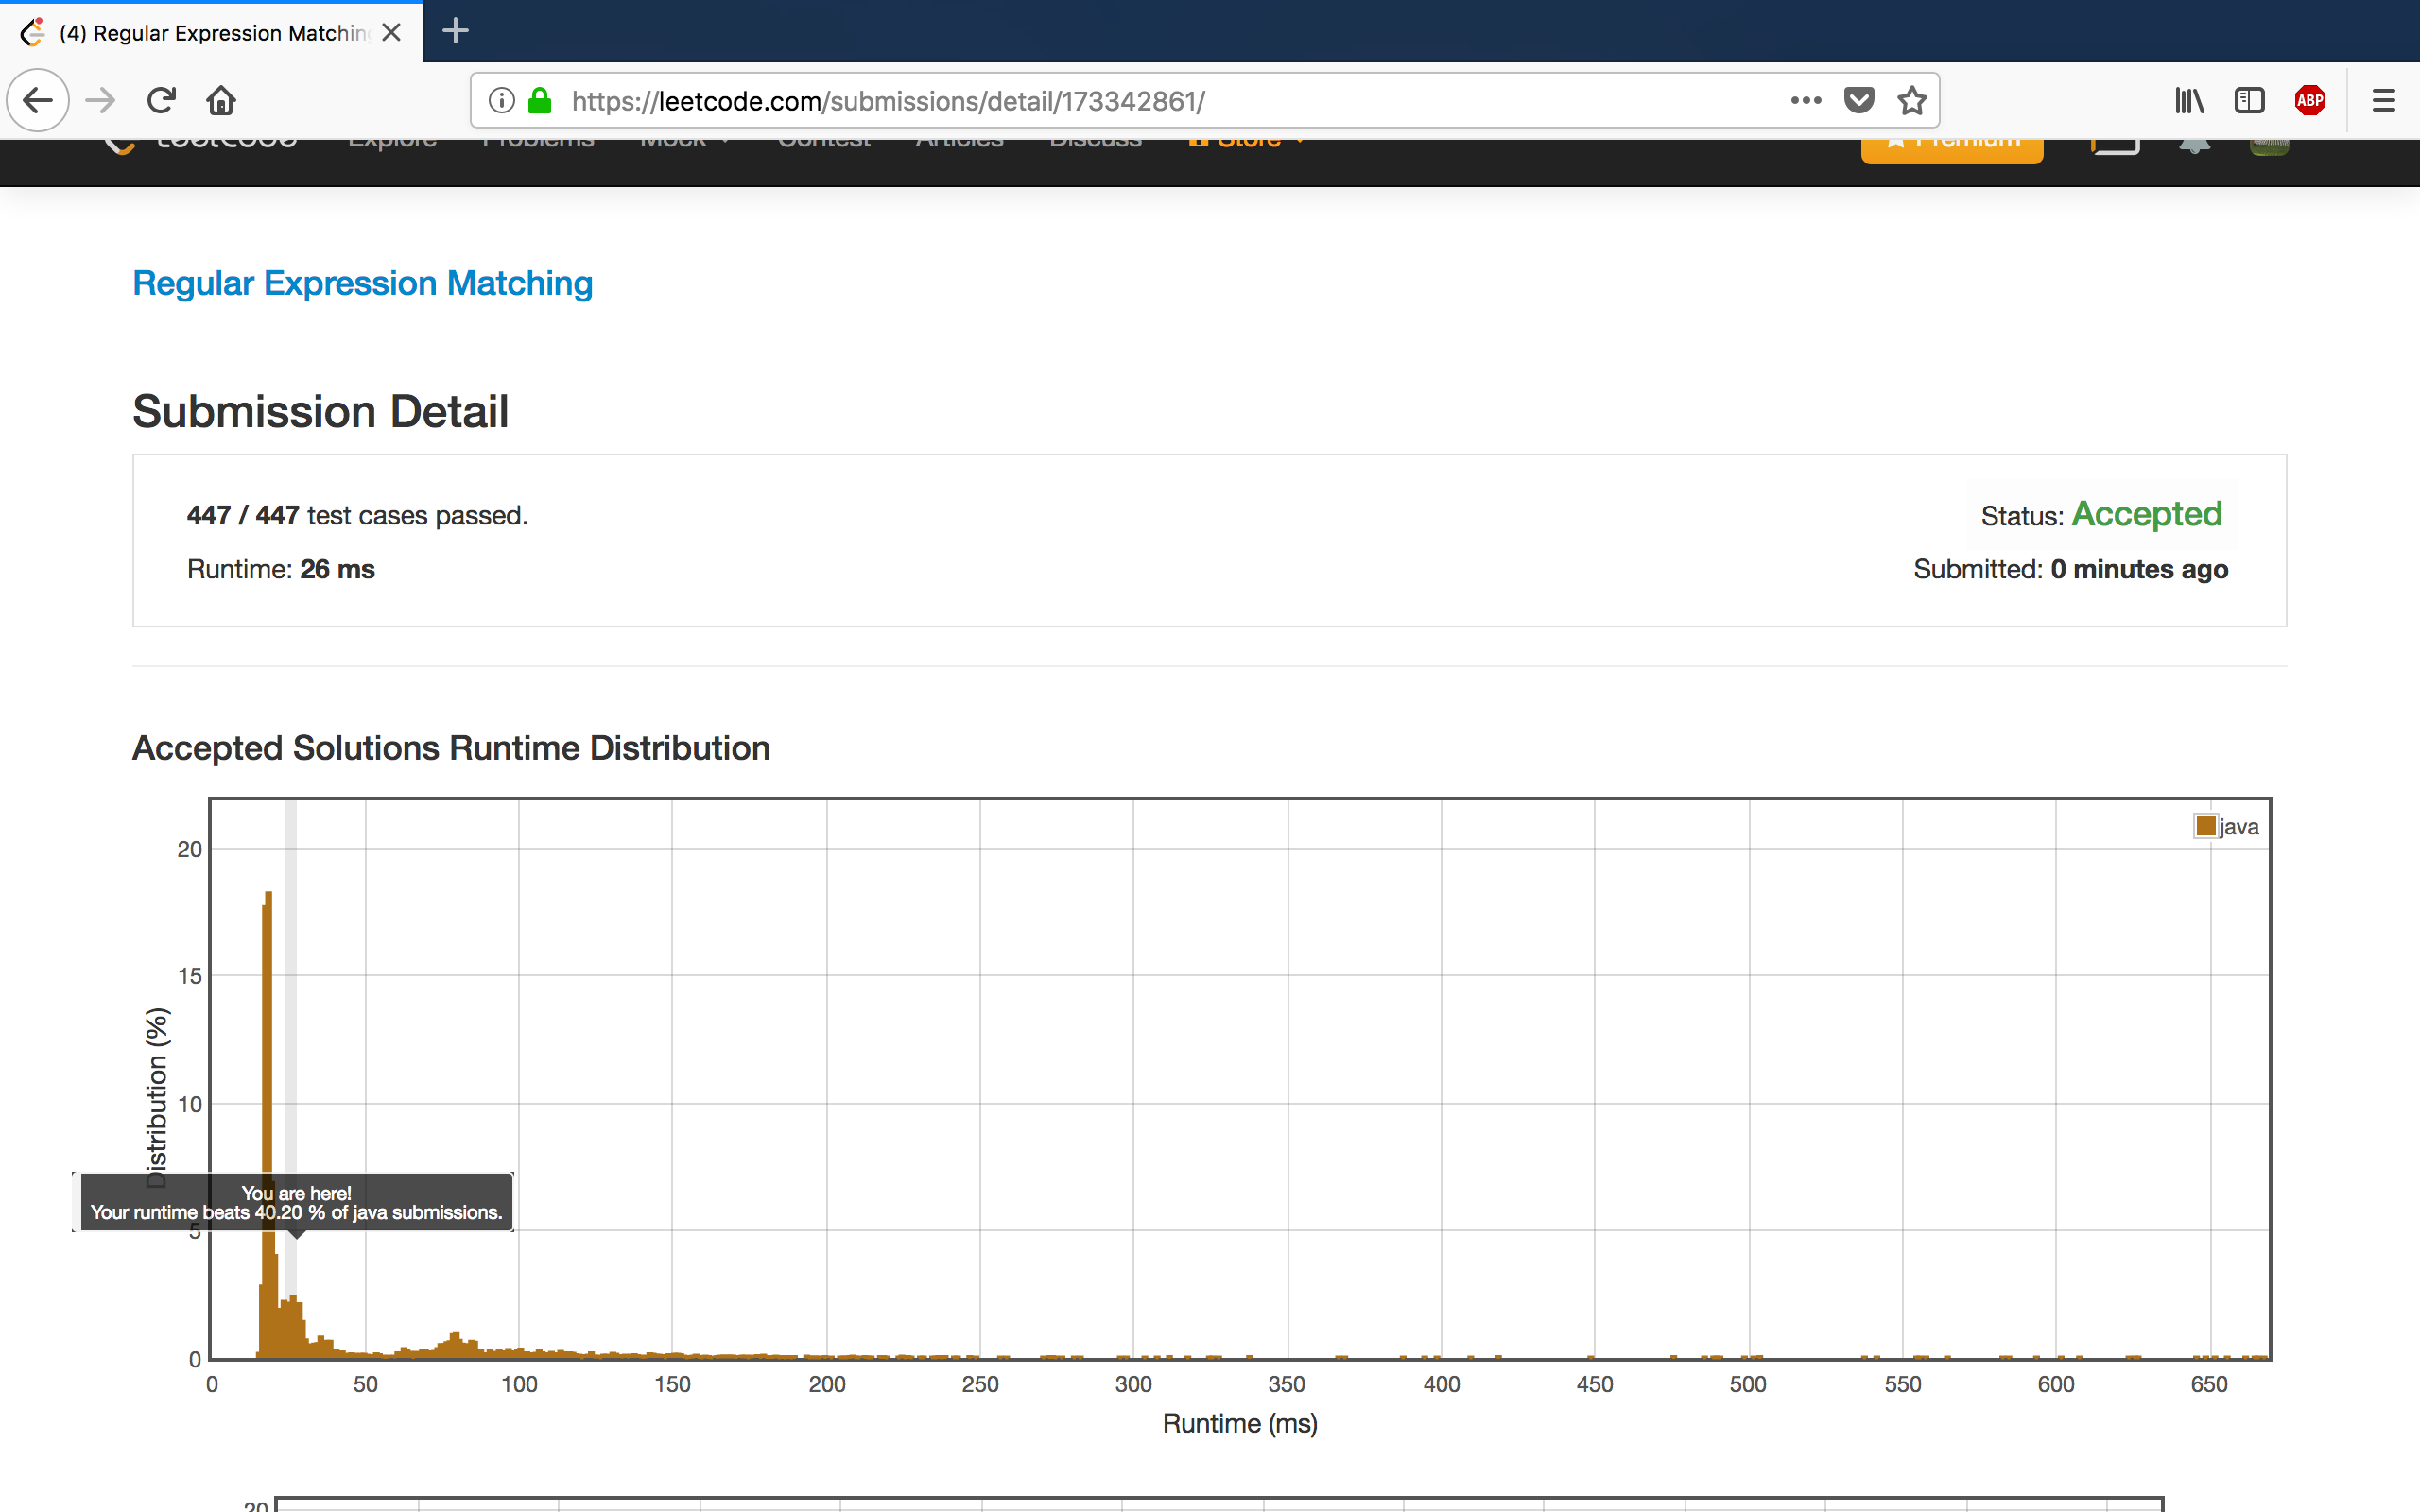 (4) Regular Expression Matching
https://leetcode.com/submissions/detail/173342861/
ABP
LeetCode Explore Problems Mock Contest Articles Discuss Store Premium
Regular Expression Matching
Submission Detail
447 / 447 test cases passed.
Status: Accepted
Runtime: 26 ms
Submitted: 0 minutes ago
Accepted Solutions Runtime Distribution
java
20
15
10
5
0
Distribution (%)
You are here!
Your runtime beats 40.20 % of java submissions.
0 50 100 150 200 250 300 350 400 450 500 550 600 650
Runtime (ms)
20